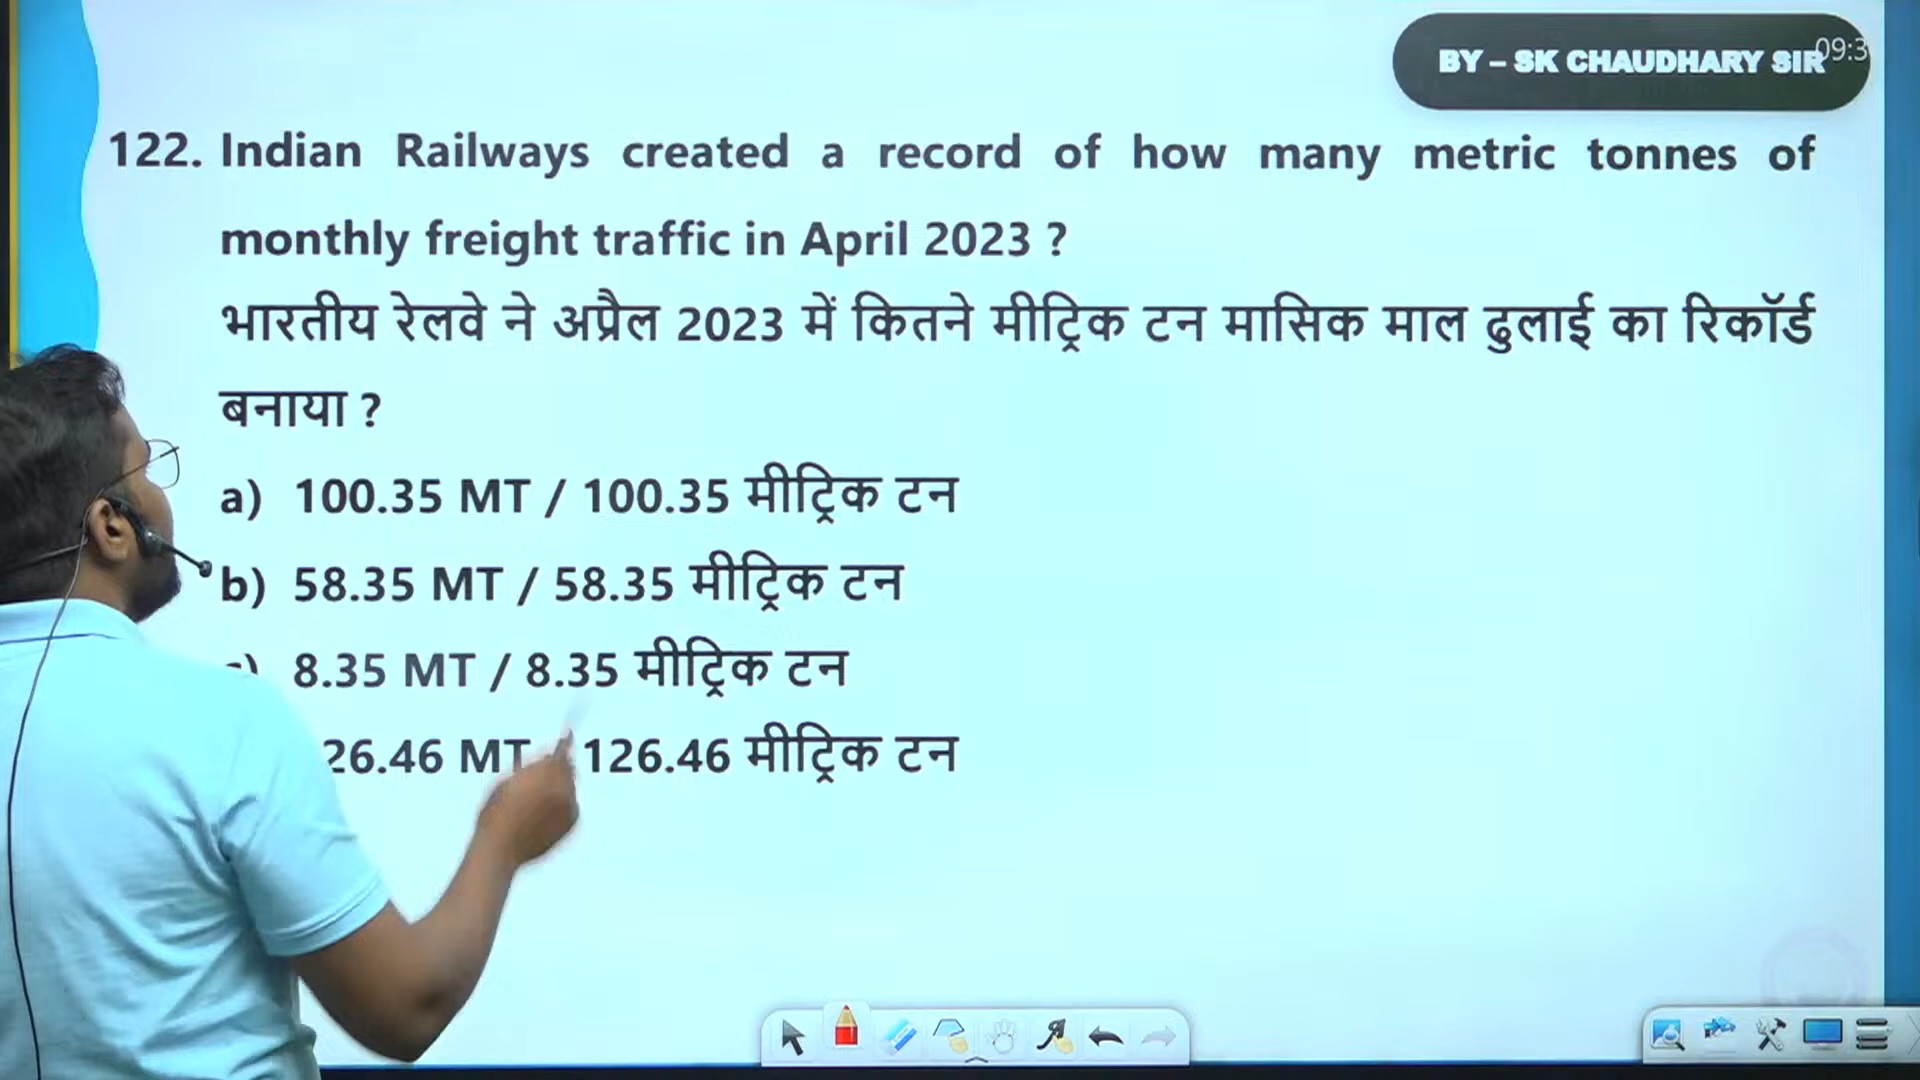 BY – SK CHAUDHARY SIR
09:3
122. Indian Railways created a record of how many metric tonnes of
monthly freight traffic in April 2023 ?
भारतीय रेलवे ने अप्रैल 2023 में कितने मीट्रिक टन मासिक माल ढुलाई का रिकॉर्ड
बनाया ?
a) 100.35 MT / 100.35 मीट्रिक टन
b) 58.35 MT / 58.35 मीट्रिक टन
8.35 MT / 8.35 मीट्रिक टन
26.46 MT 126.46 मीट्रिक टन